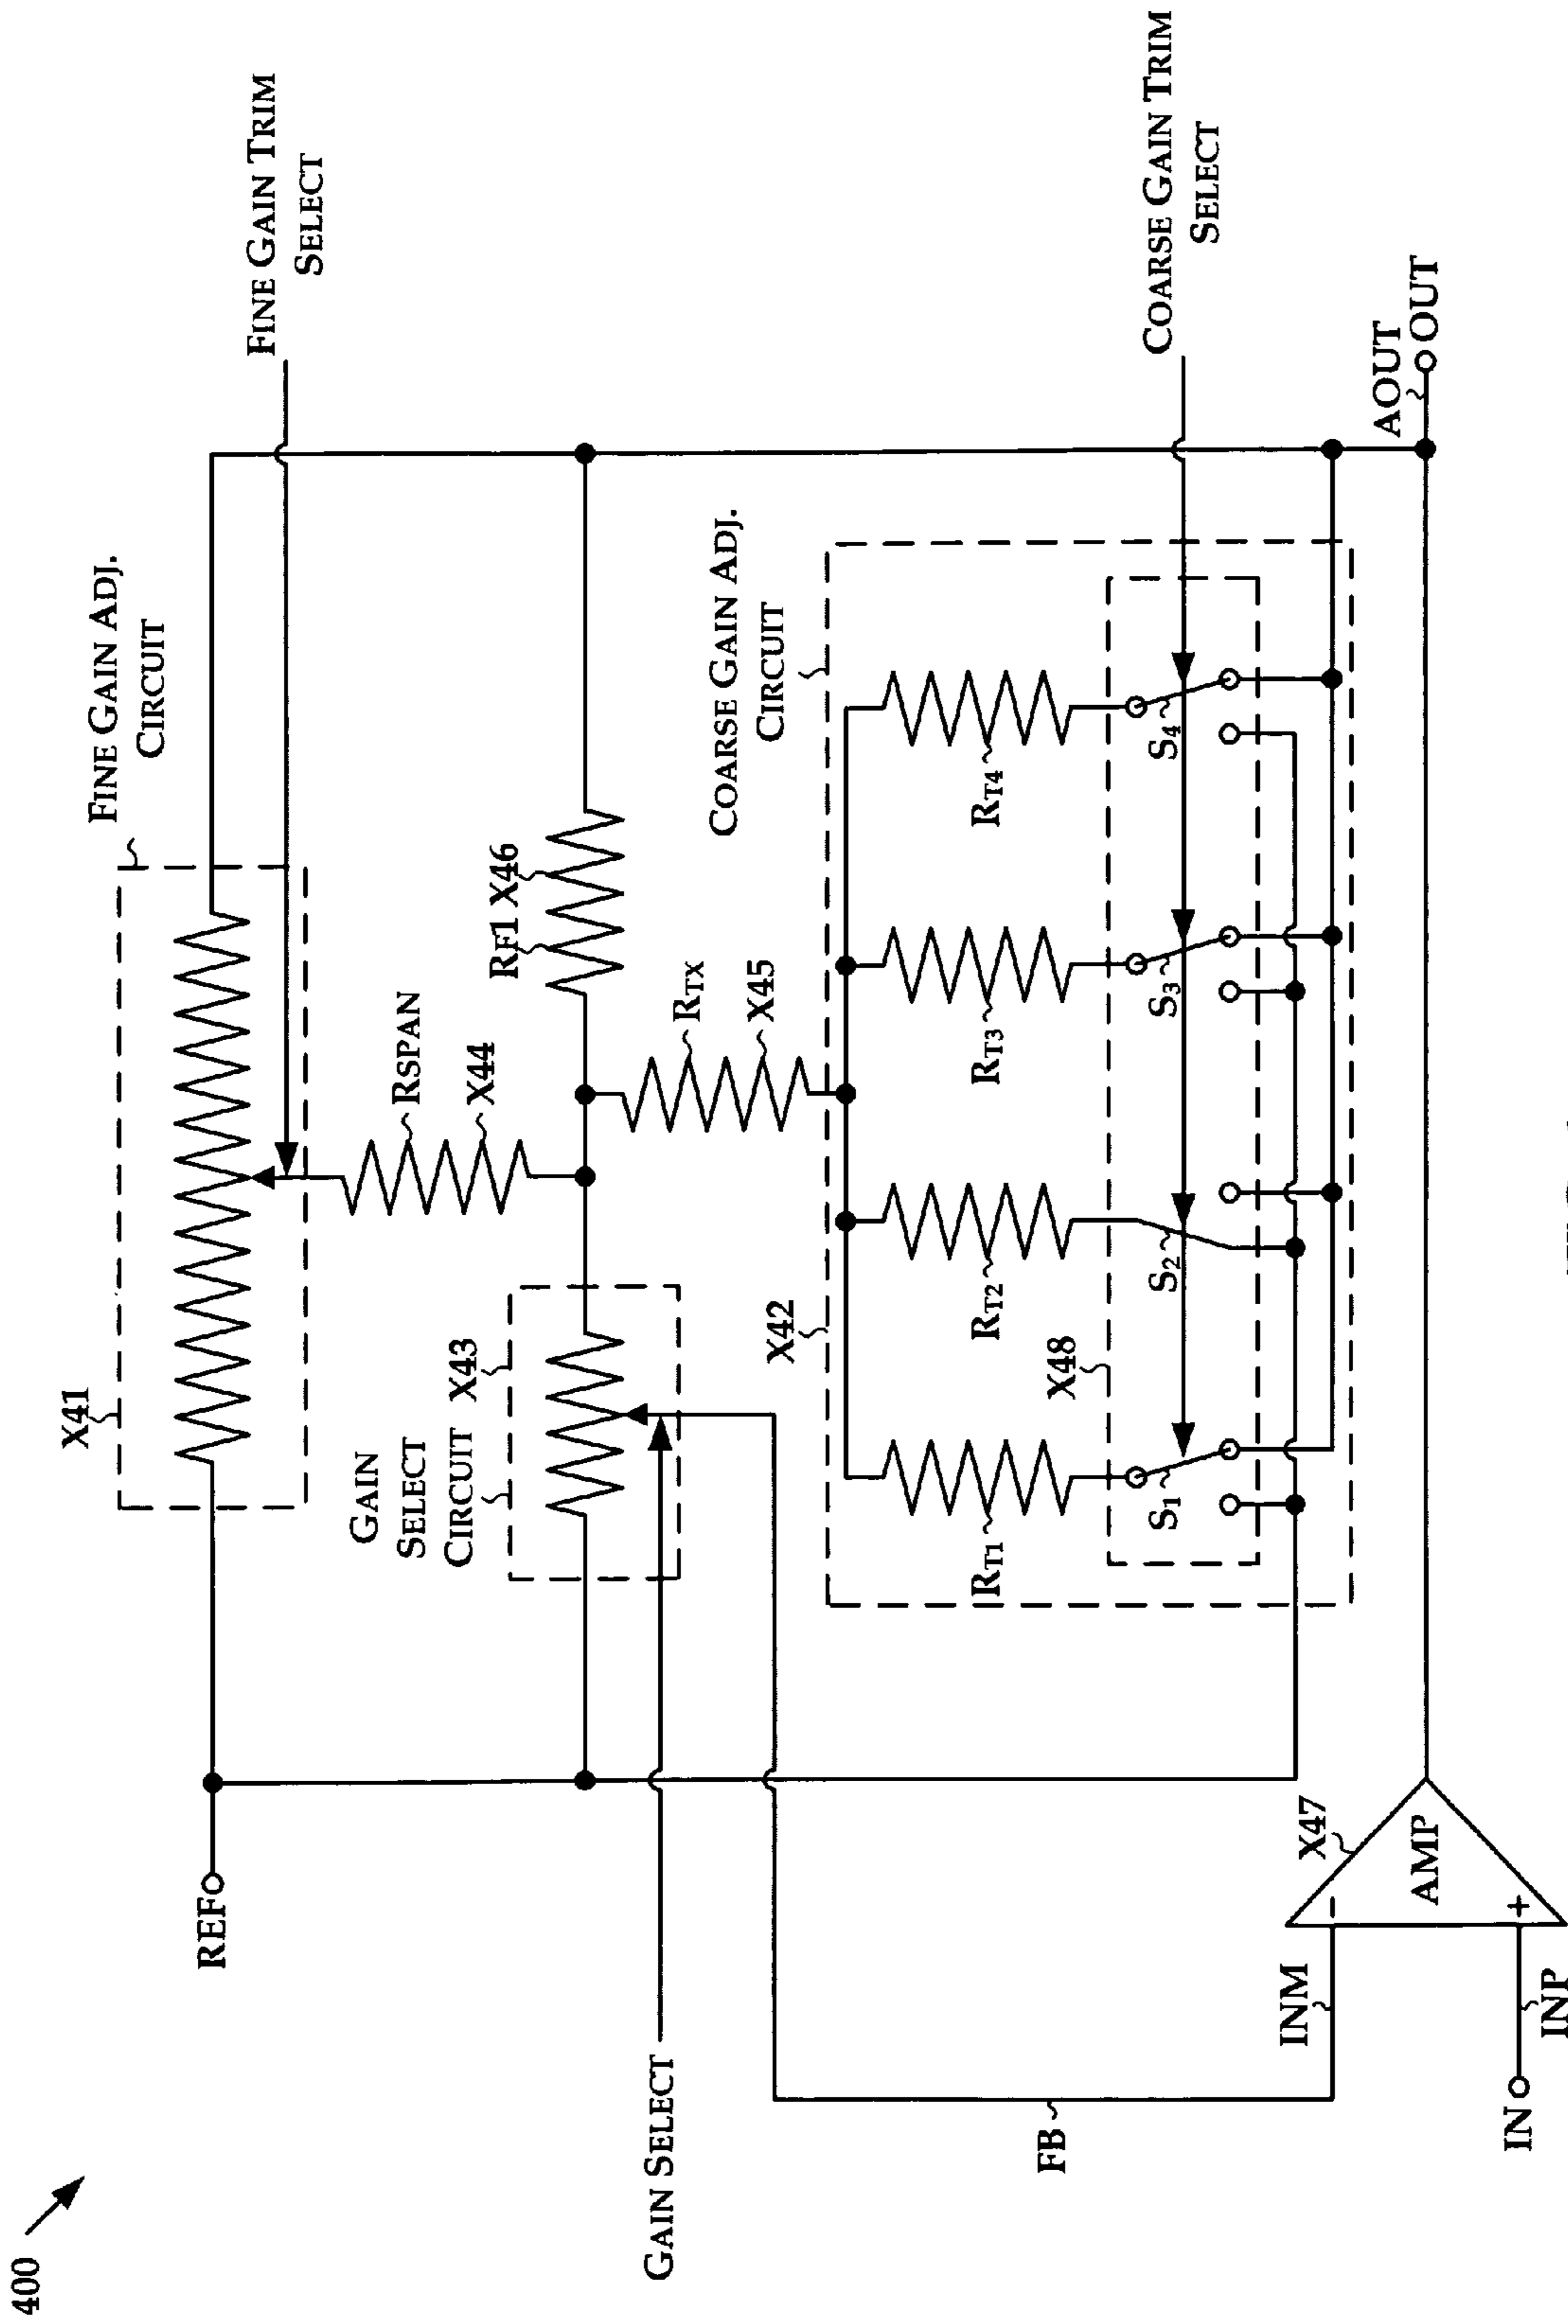 400
REF
X41
FINE GAIN ADJ.
CIRCUIT
FINE GAIN TRIM
SELECT
RSPAN
X44
GAIN
SELECT
CIRCUIT X43
RF1 X46
GAIN SELECT
RTX
X45
COARSE GAIN ADJ.
CIRCUIT
X42
RT1
RT2
RT3
RT4
X48
S1
S2
S3
S4
COARSE GAIN TRIM
SELECT
FB
INM
IN
INP
X47
AMP
−
+
AOUT
OUT